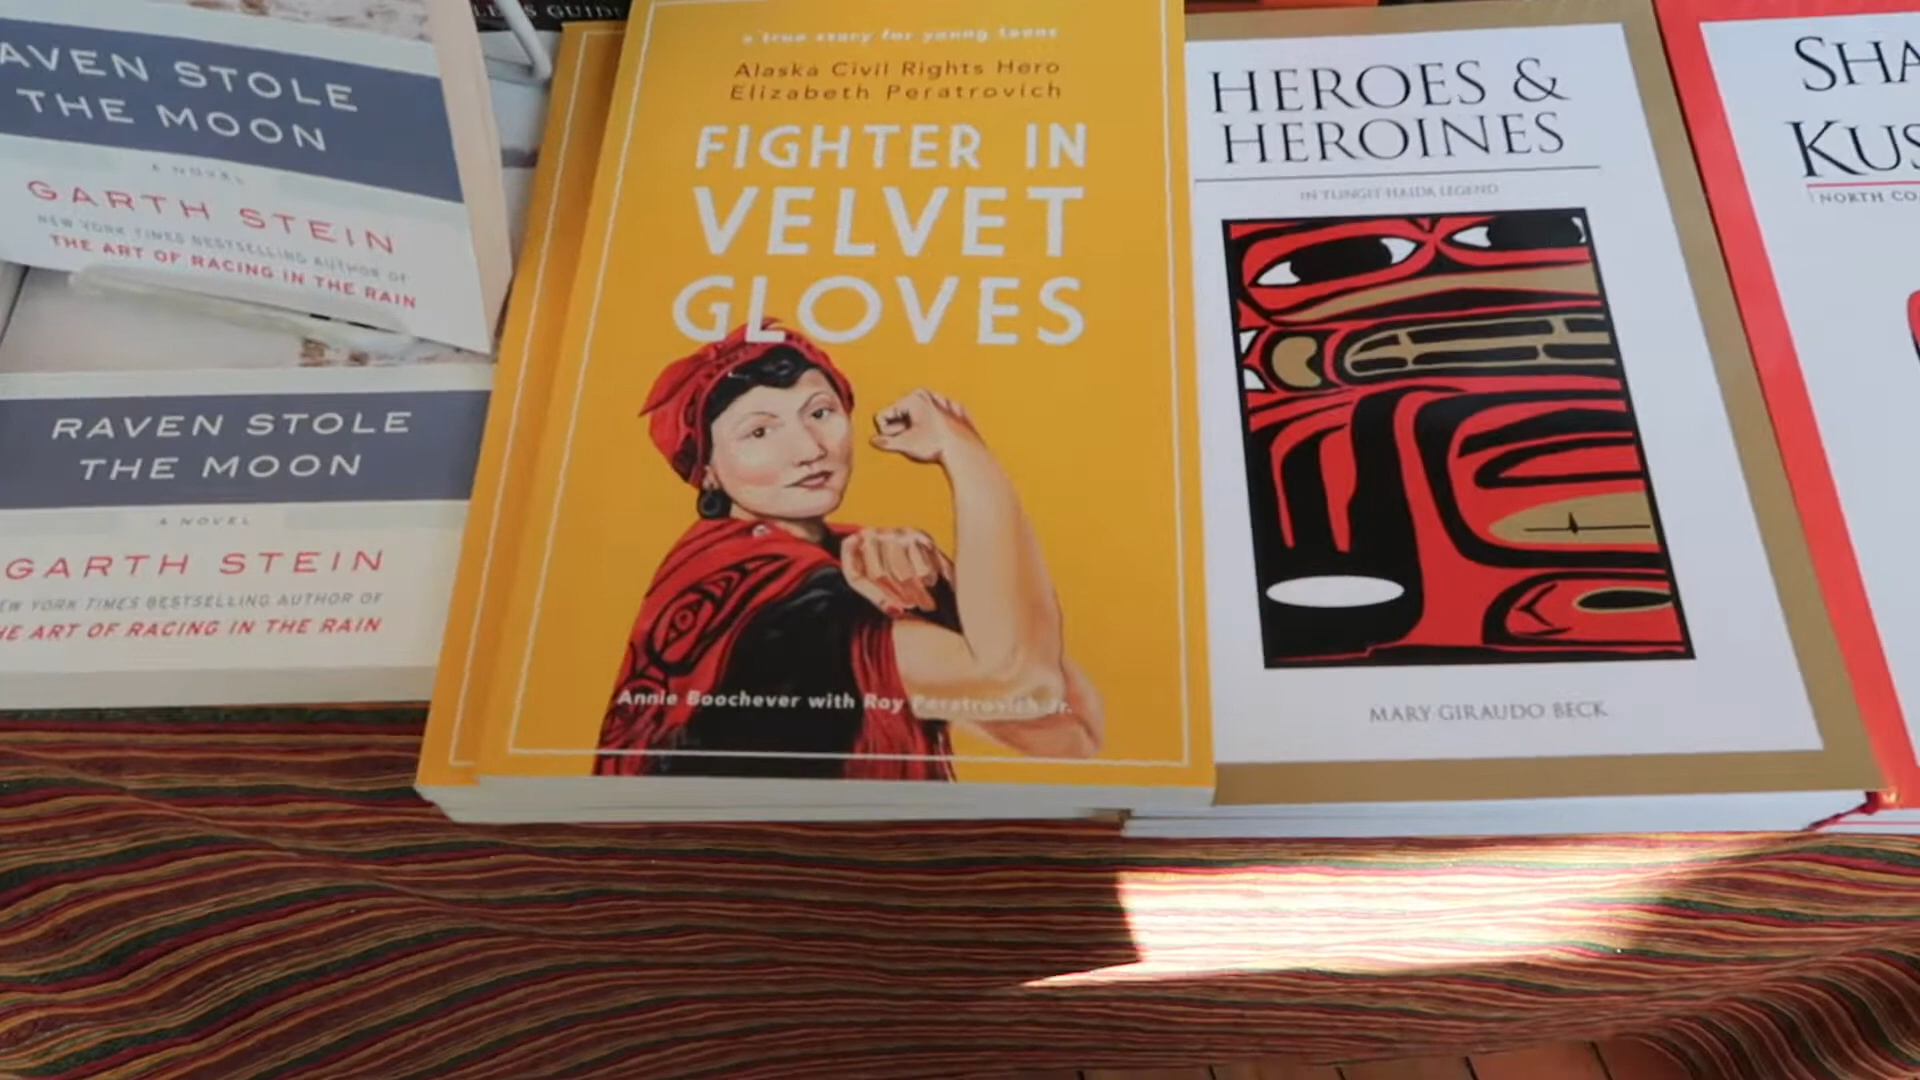 AVEN STOLE
THE MOON
A NOVEL
GARTH STEIN
NEW YORK TIMES BESTSELLING AUTHOR OF
THE ART OF RACING IN THE RAIN
RAVEN STOLE
THE MOON
A NOVEL
GARTH STEIN
EW YORK TIMES BESTSELLING AUTHOR OF
HE ART OF RACING IN THE RAIN
a true story for young teens
Alaska Civil Rights Hero
Elizabeth Peratrovich
FIGHTER IN
VELVET
GLOVES
Annie Boochever with Roy Peratrovich Jr.
HEROES &
HEROINES
IN TLINGIT-HAIDA LEGEND
MARY GIRAUDO BECK
SHA
KUS
NORTH CO